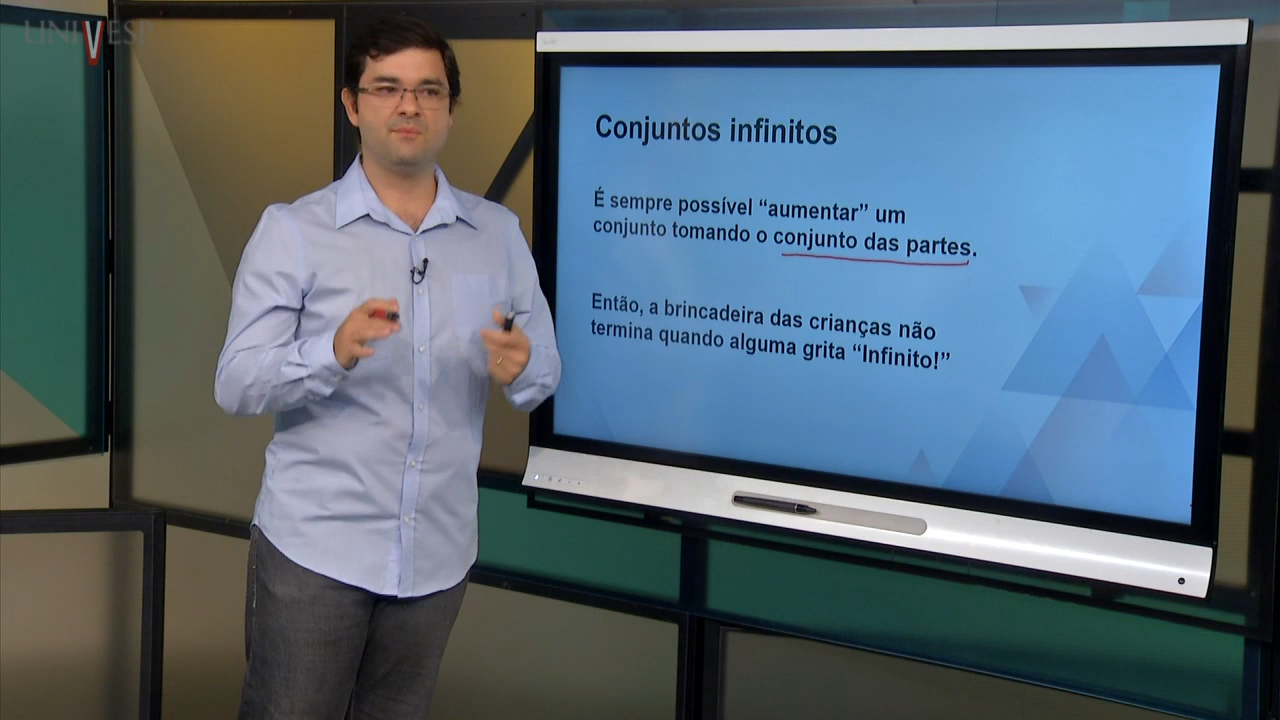 UNIVESP
Conjuntos infinitos
É sempre possível “aumentar” um
conjunto tomando o conjunto das partes.
Então, a brincadeira das crianças não
termina quando alguma grita “Infinito!”